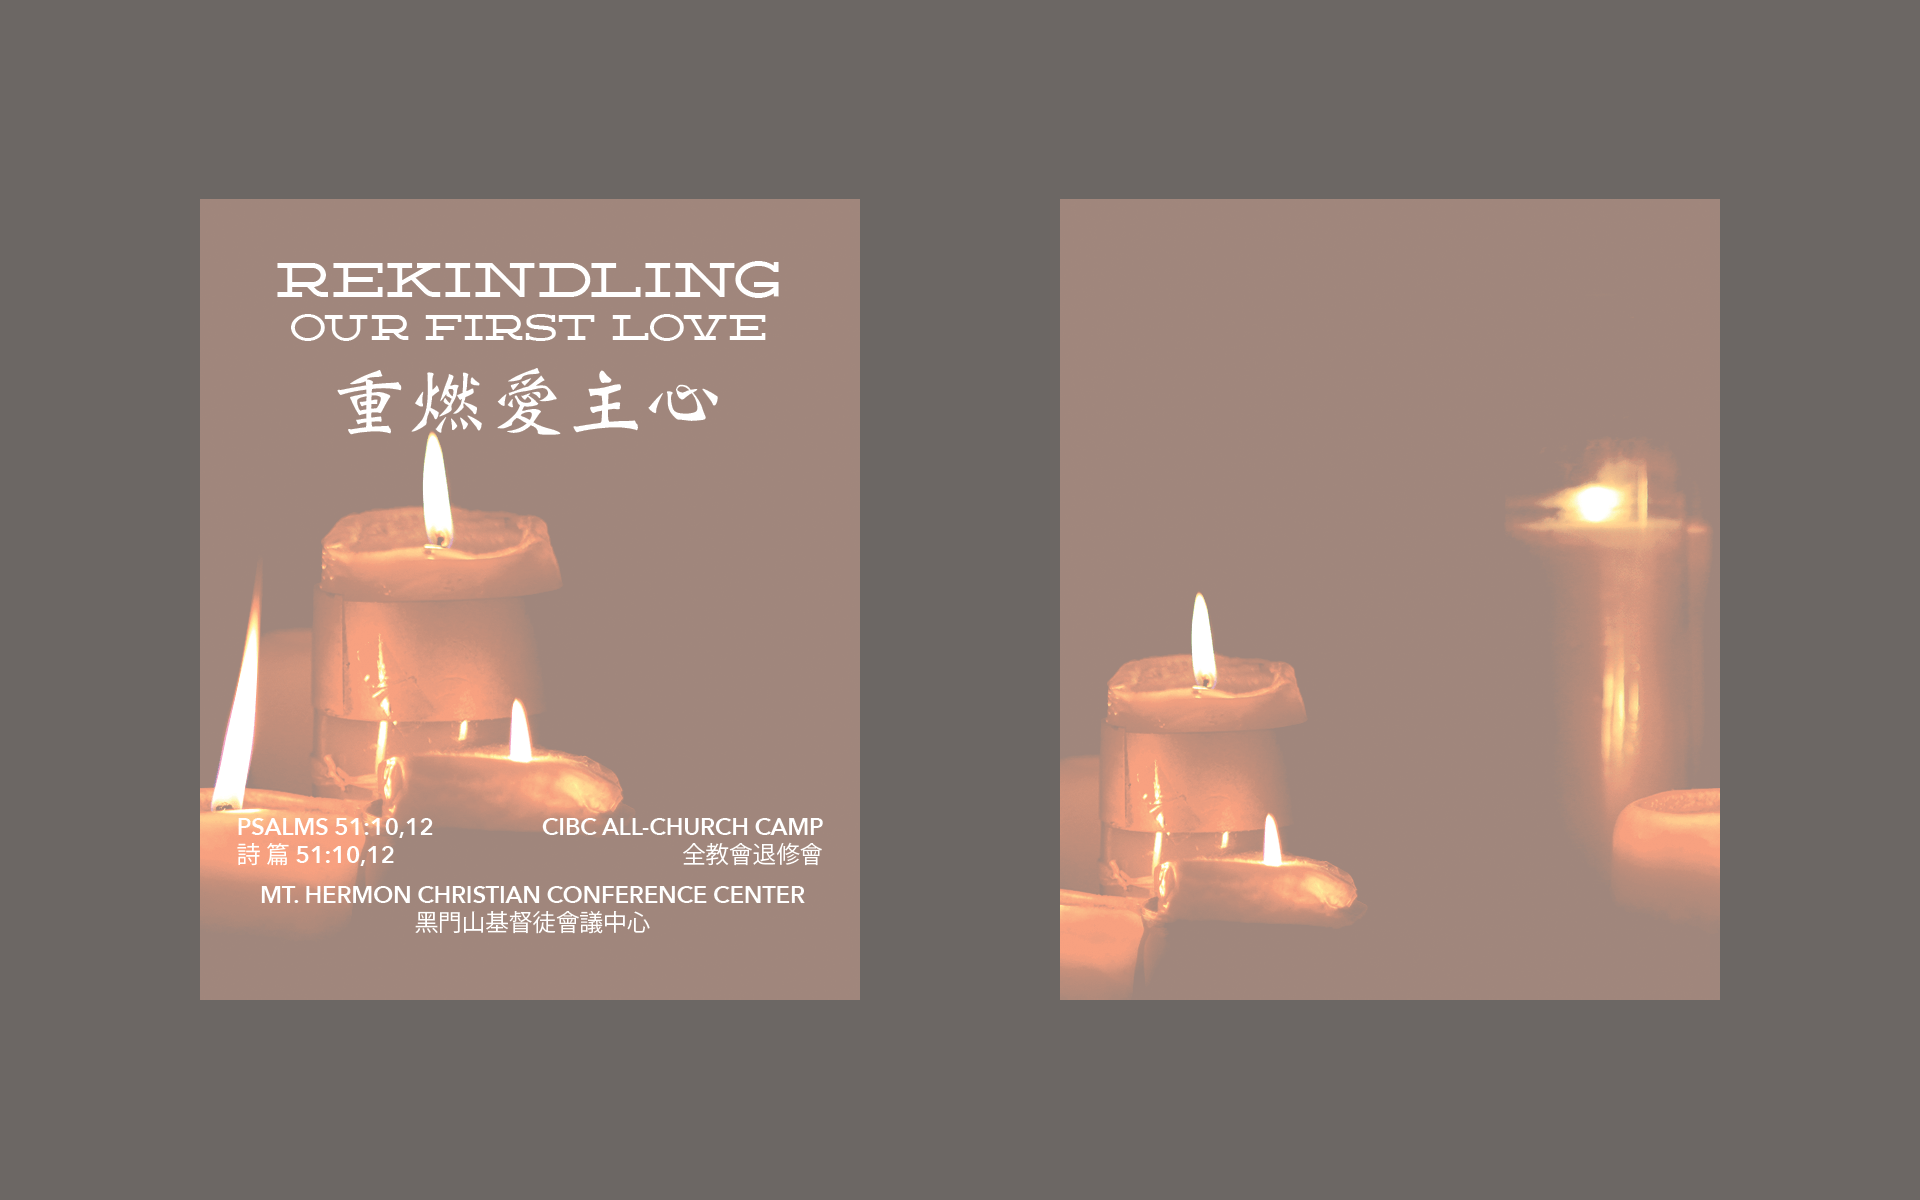 REKINDLING
OUR FIRST LOVE
重燃愛主心
PSALMS 51:10,12
詩 篇 51:10,12
CIBC ALL-CHURCH CAMP
全教會退修會
MT. HERMON CHRISTIAN CONFERENCE CENTER
黑門山基督徒會議中心